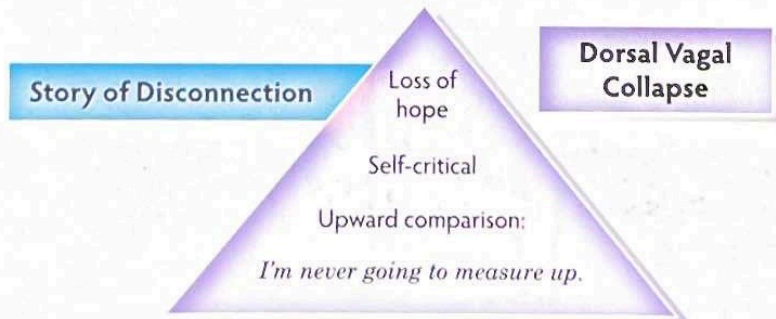 Story of Disconnection
Loss of
hope
Self-critical
Upward comparison:
I'm never going to measure up.
Dorsal Vagal
Collapse